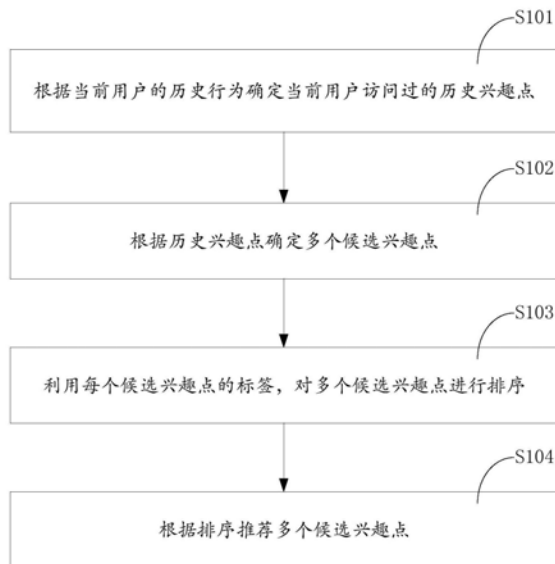 S101
根据当前用户的历史行为确定当前用户访问过的历史兴趣点
S102
根据历史兴趣点确定多个候选兴趣点
S103
利用每个候选兴趣点的标签，对多个候选兴趣点进行排序
S104
根据排序推荐多个候选兴趣点